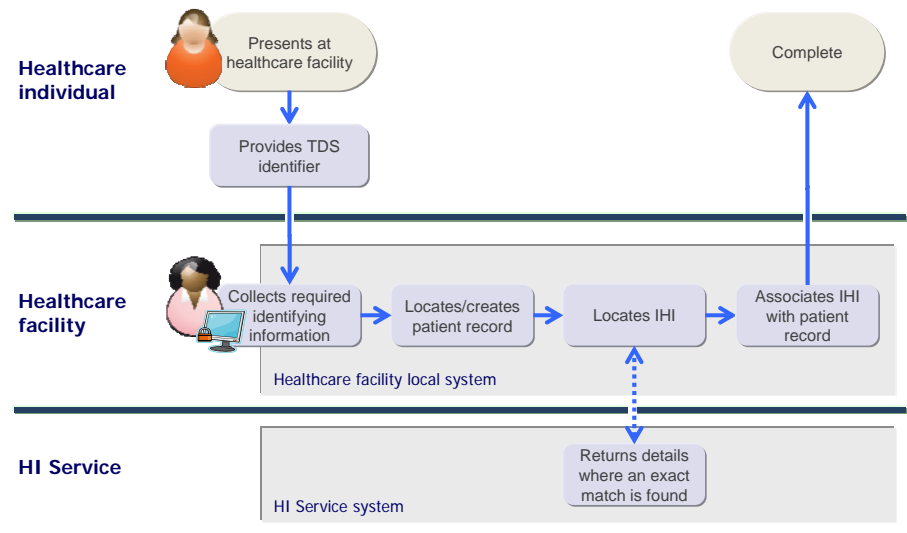 Healthcare
individual
Presents at
healthcare facility
Complete
Provides TDS
identifier
Healthcare
facility
Collects required
identifying
information
Locates/creates
patient record
Locates IHI
Associates IHI
with patient
record
Healthcare facility local system
HI Service
Returns details
where an exact
match is found
HI Service system